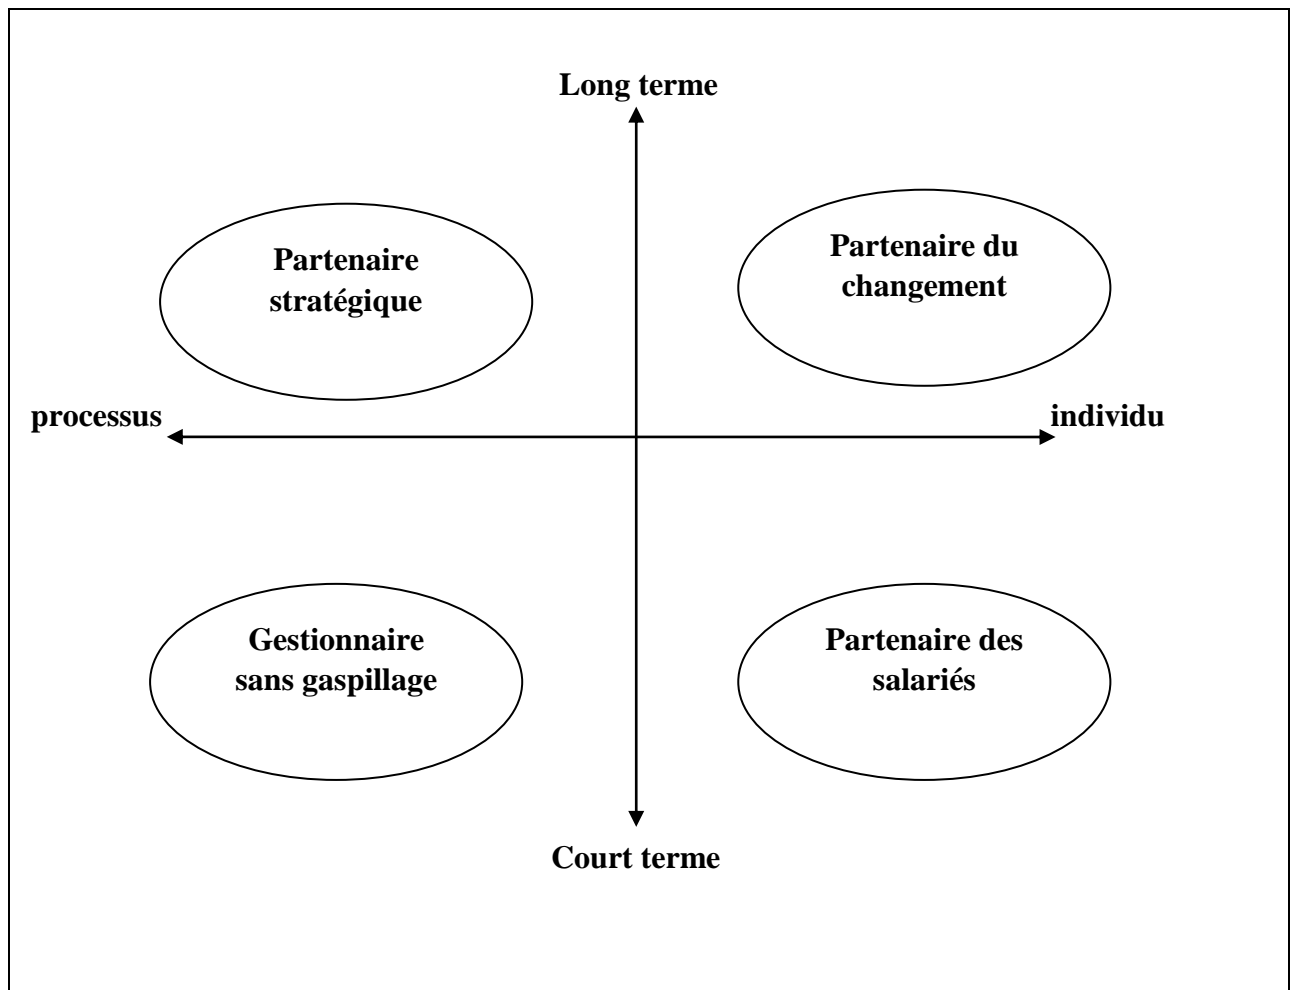 Long terme
Partenaire
stratégique
Partenaire du
changement
processus
individu
Gestionnaire
sans gaspillage
Partenaire des
salariés
Court terme